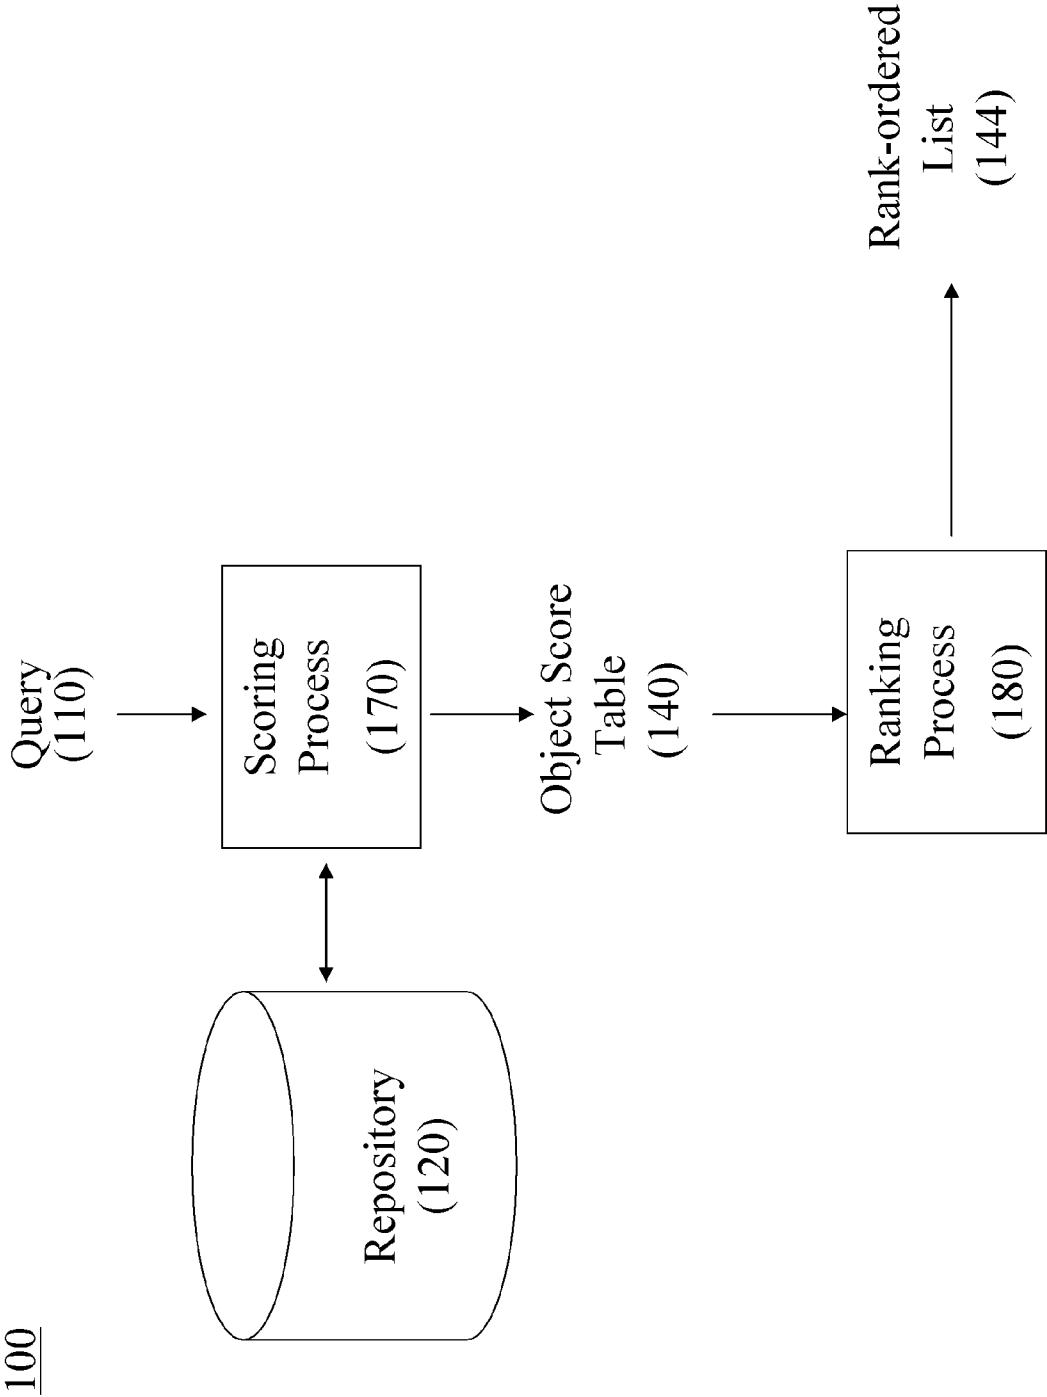 100
Query
(110)
Repository
(120)
Scoring
Process
(170)
Object Score
Table
(140)
Ranking
Process
(180)
Rank-ordered
List
(144)